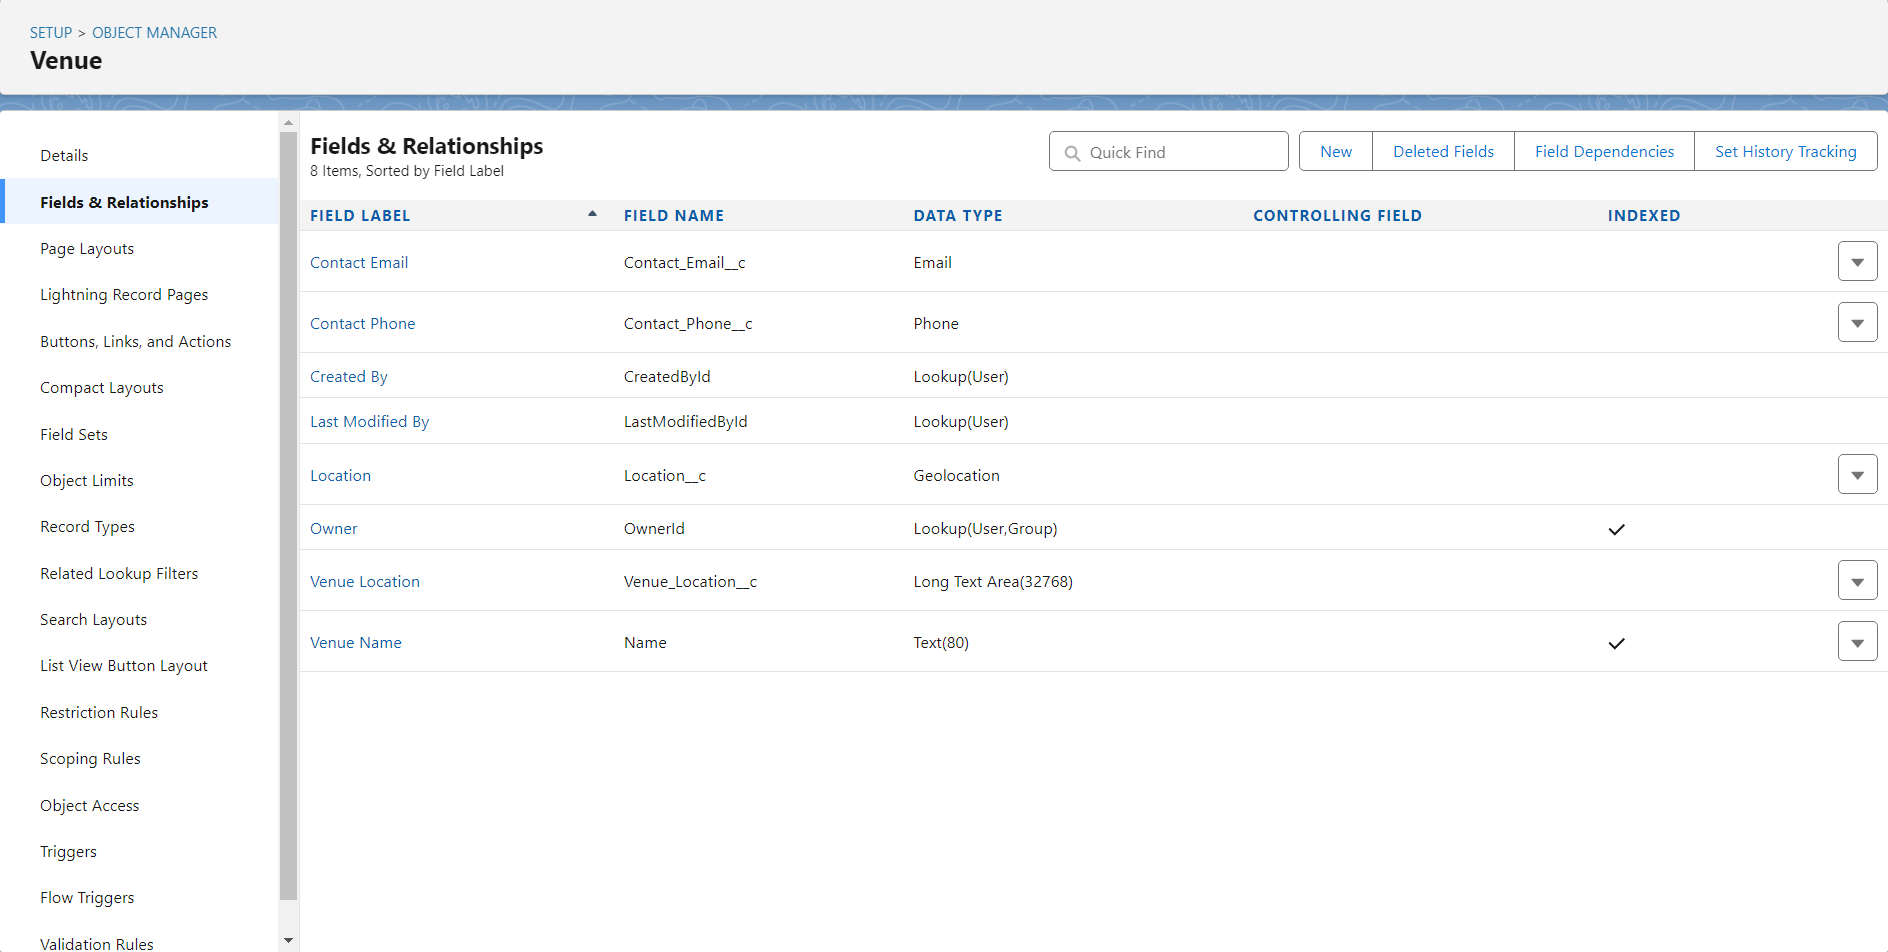 SETUP > OBJECT MANAGER
Venue
Details
Fields & Relationships
Page Layouts
Lightning Record Pages
Buttons, Links, and Actions
Compact Layouts
Field Sets
Object Limits
Record Types
Related Lookup Filters
Search Layouts
List View Button Layout
Restriction Rules
Scoping Rules
Object Access
Triggers
Flow Triggers
Validation Rules
Fields & Relationships
8 Items, Sorted by Field Label
Quick Find
New
Deleted Fields
Field Dependencies
Set History Tracking
FIELD LABEL FIELD NAME DATA TYPE CONTROLLING FIELD INDEXED
Contact Email Contact_Email__c Email
Contact Phone Contact_Phone__c Phone
Created By CreatedById Lookup(User)
Last Modified By LastModifiedById Lookup(User)
Location Location__c Geolocation
Owner OwnerId Lookup(User,Group)
Venue Location Venue_Location__c Long Text Area(32768)
Venue Name Name Text(80)